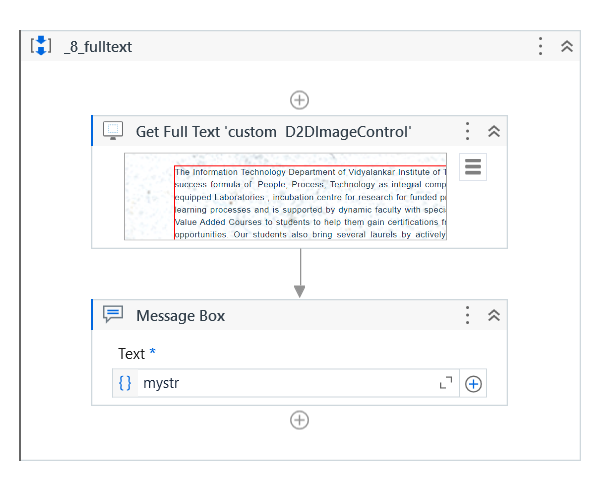 _8_fulltext
Get Full Text 'custom D2DImageControl'
The Information Technology Department of Vidyalankar Institute of
success formula of People, Process, Technology as integral comp
equipped Laboratories , incubation centre for research for funded
learning processes and is supported by dynamic faculty with speci
Value Added Courses to students to help them gain certifications
opportunities. Our students also bring several laurels by actively
Message Box
Text *
{} mystr